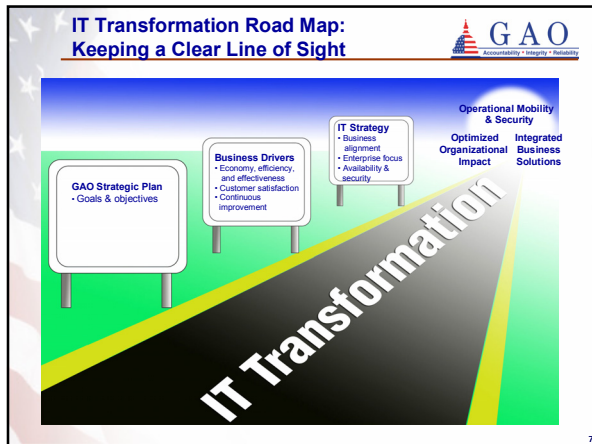 IT Transformation Road Map:
Keeping a Clear Line of Sight
GAO
Accountability * Integrity * Reliability
GAO Strategic Plan
• Goals & objectives
Business Drivers
• Economy, efficiency,
and effectiveness
• Customer satisfaction
• Continuous
improvement
IT Strategy
• Business
alignment
• Enterprise focus
• Availability &
security
Operational Mobility
& Security
Optimized
Organizational
Impact
Integrated
Business
Solutions
IT Transformation
7